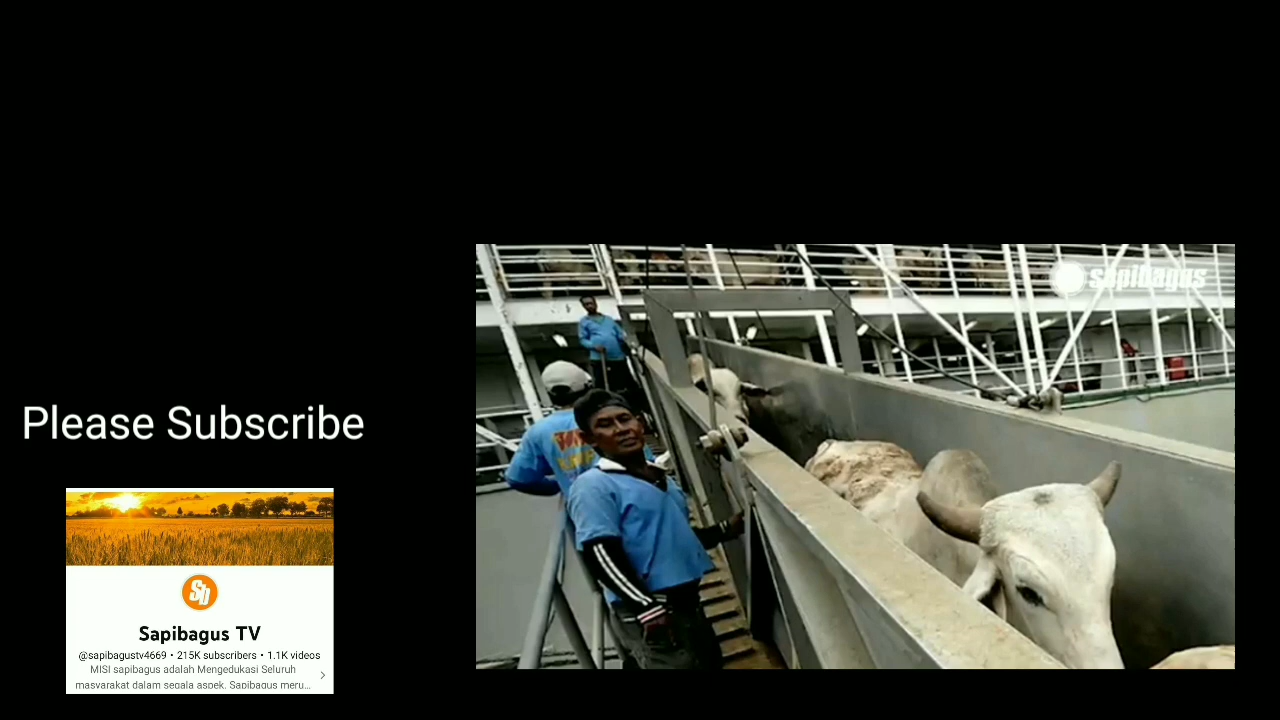 sapibagus
Please Subscribe
SB
Sapibagus TV
@sapibagustv4669 • 215K subscribers • 1.1K videos
MISI sapibagus adalah Mengedukasi Seluruh
masyarakat dalam segala aspek. Sapibagus meru...